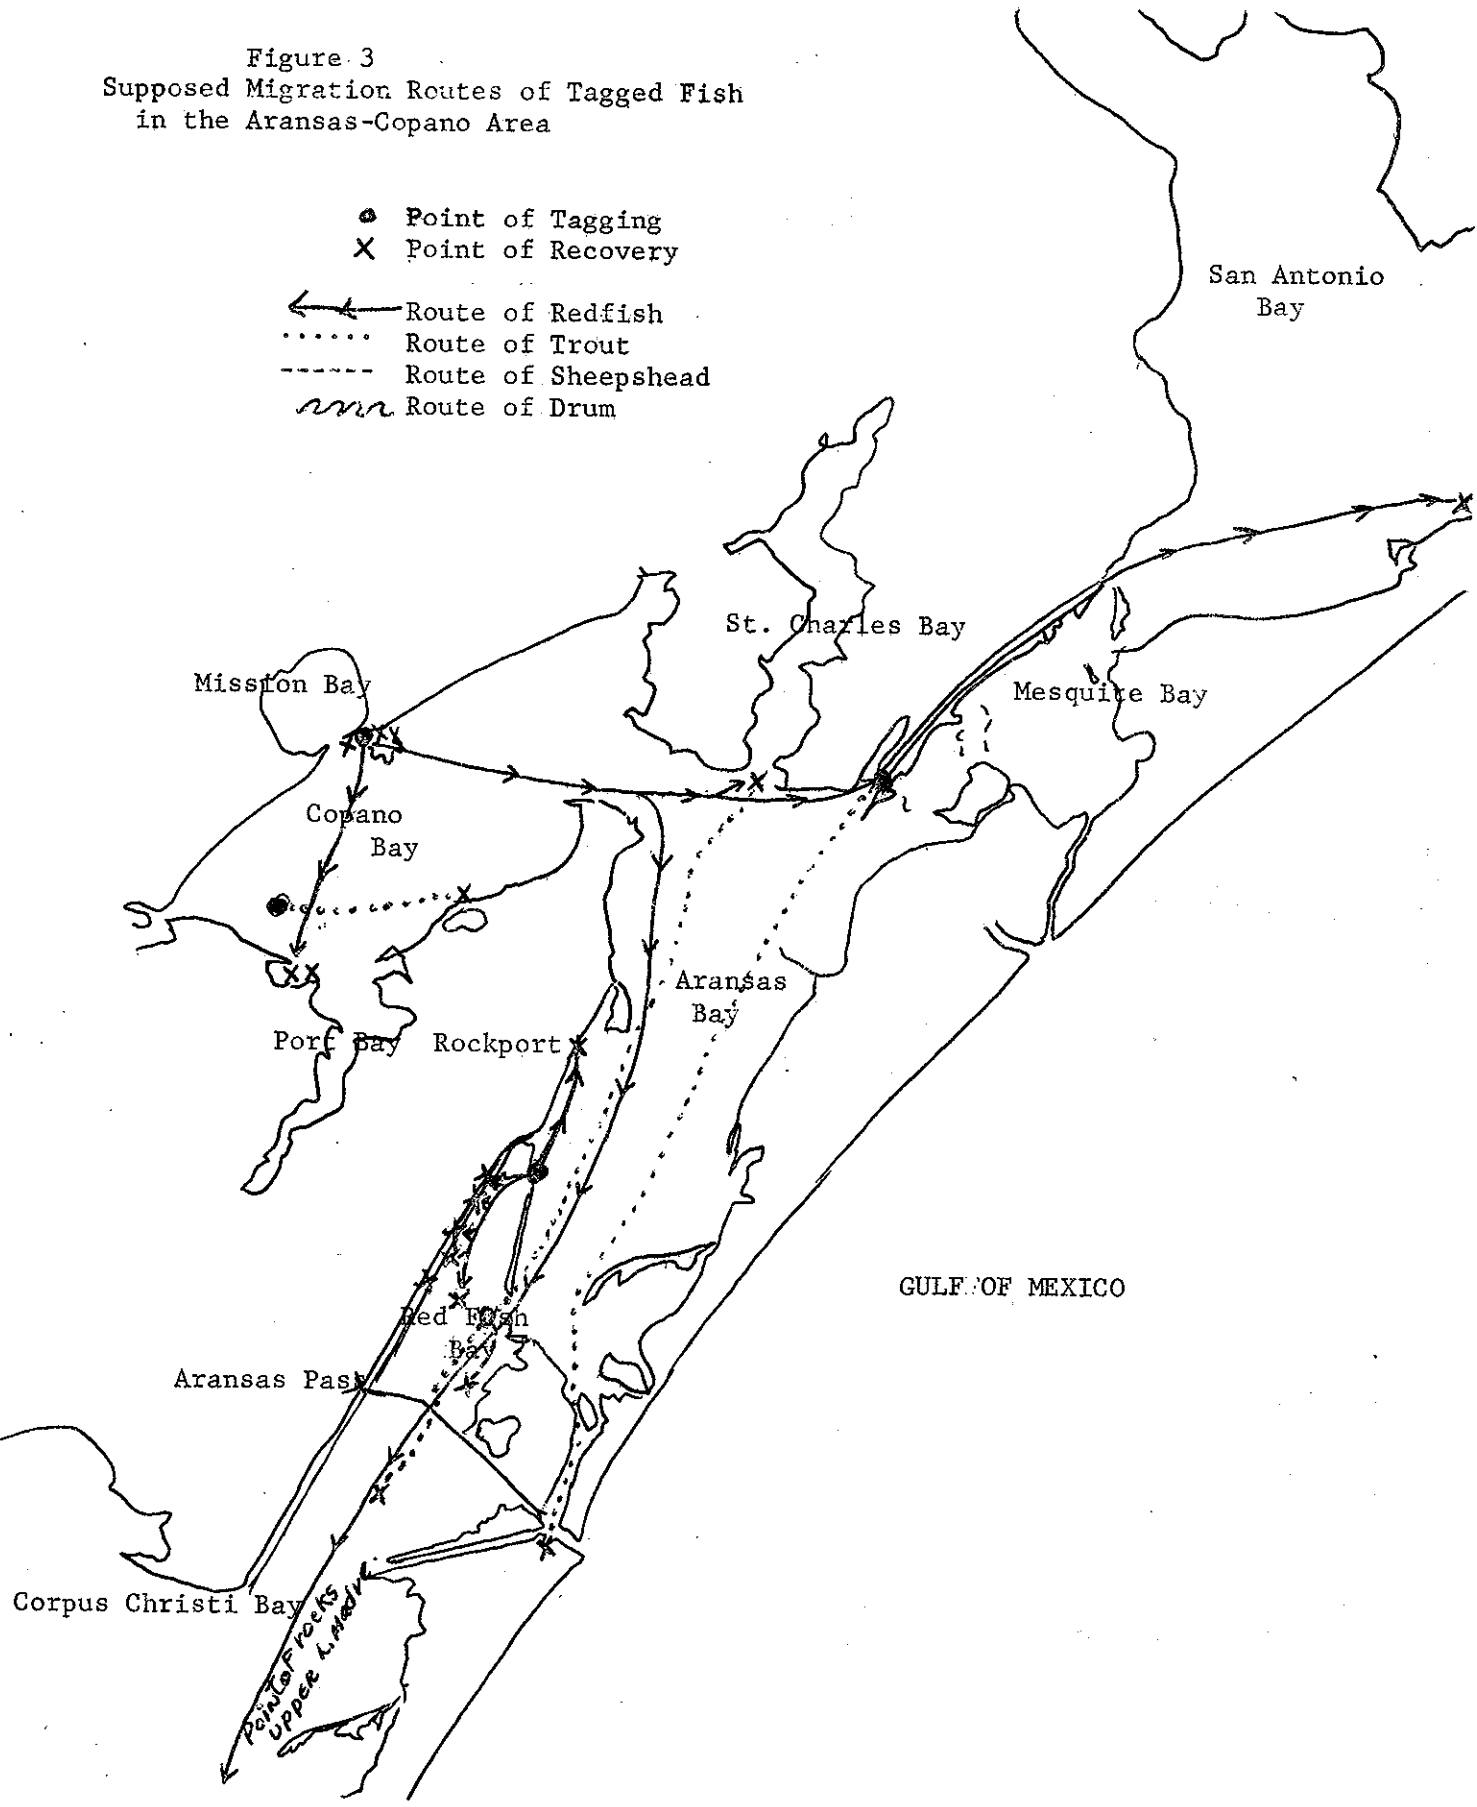 Figure 3
Supposed Migration Routes of Tagged Fish
in the Aransas-Copano Area
Point of Tagging
X Point of Recovery
Route of Redfish
Route of Trout
Route of Sheepshead
Route of Drum
San Antonio
Bay
St. Charles Bay
Mission Bay
Mesquite Bay
Copano
Bay
Aransas
Bay
Port Bay
Rockport
GULF OF MEXICO
Red Fish
Bay
Aransas Pass
Corpus Christi Bay
Point of rocks
UPPER L. Madre